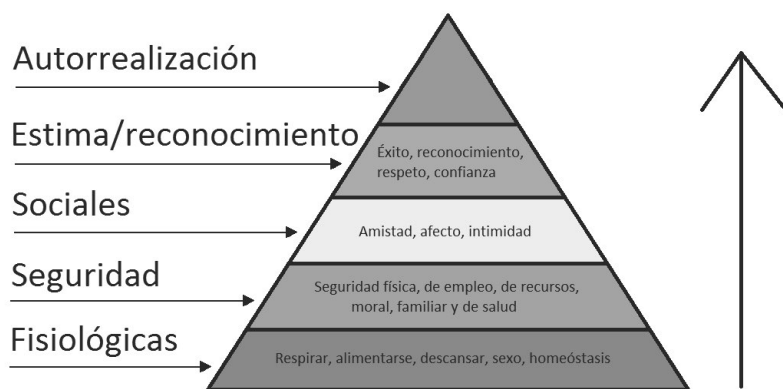 Autorrealización
Estima/reconocimiento
Éxito, reconocimiento,
respeto, confianza
Sociales
Amistad, afecto, intimidad
Seguridad
Seguridad física, de empleo, de recursos,
moral, familiar y de salud
Fisiológicas
Respirar, alimentarse, descansar, sexo, homeóstasis